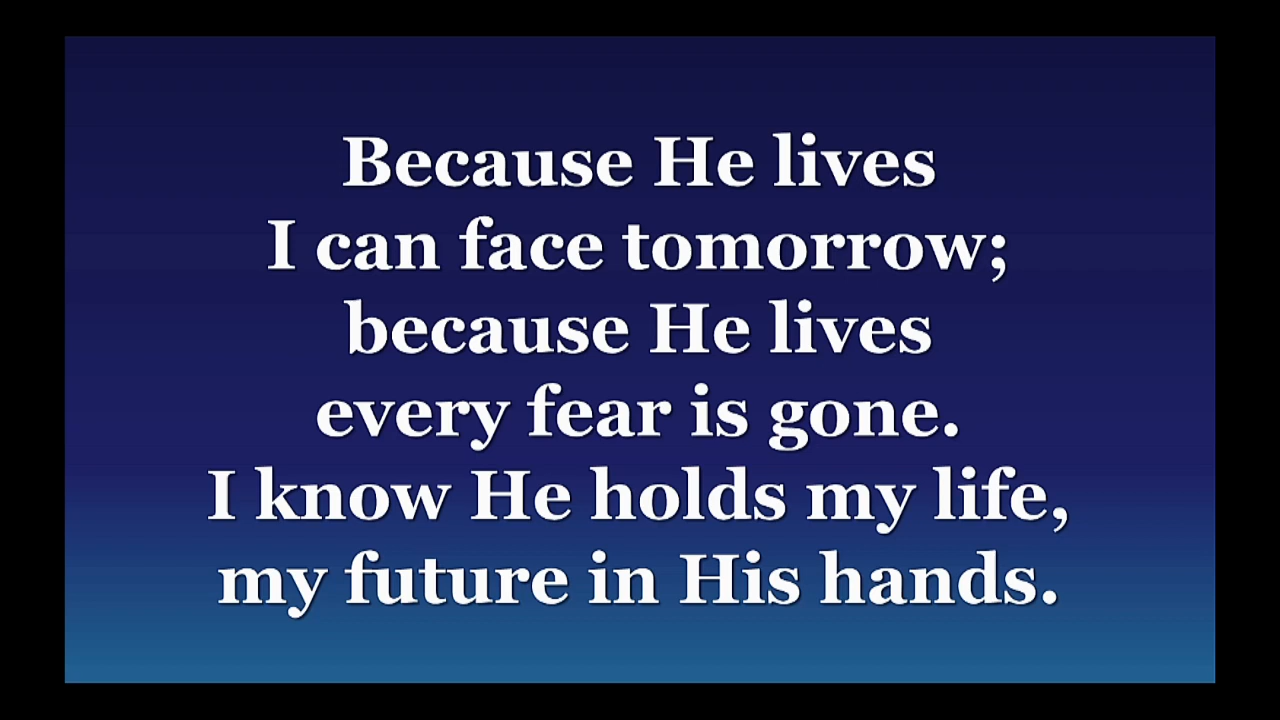 Because He lives
I can face tomorrow;
because He lives
every fear is gone.
I know He holds my life,
my future in His hands.